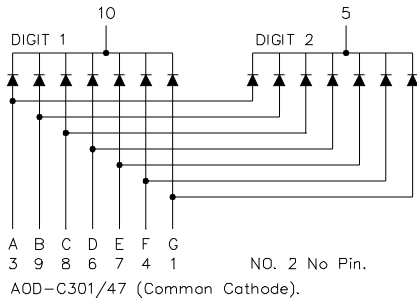 10 5
DIGIT 1 DIGIT 2
A B C D E F G
3 9 8 6 7 4 1 NO. 2 No Pin.
AOD-C301/47 (Common Cathode).